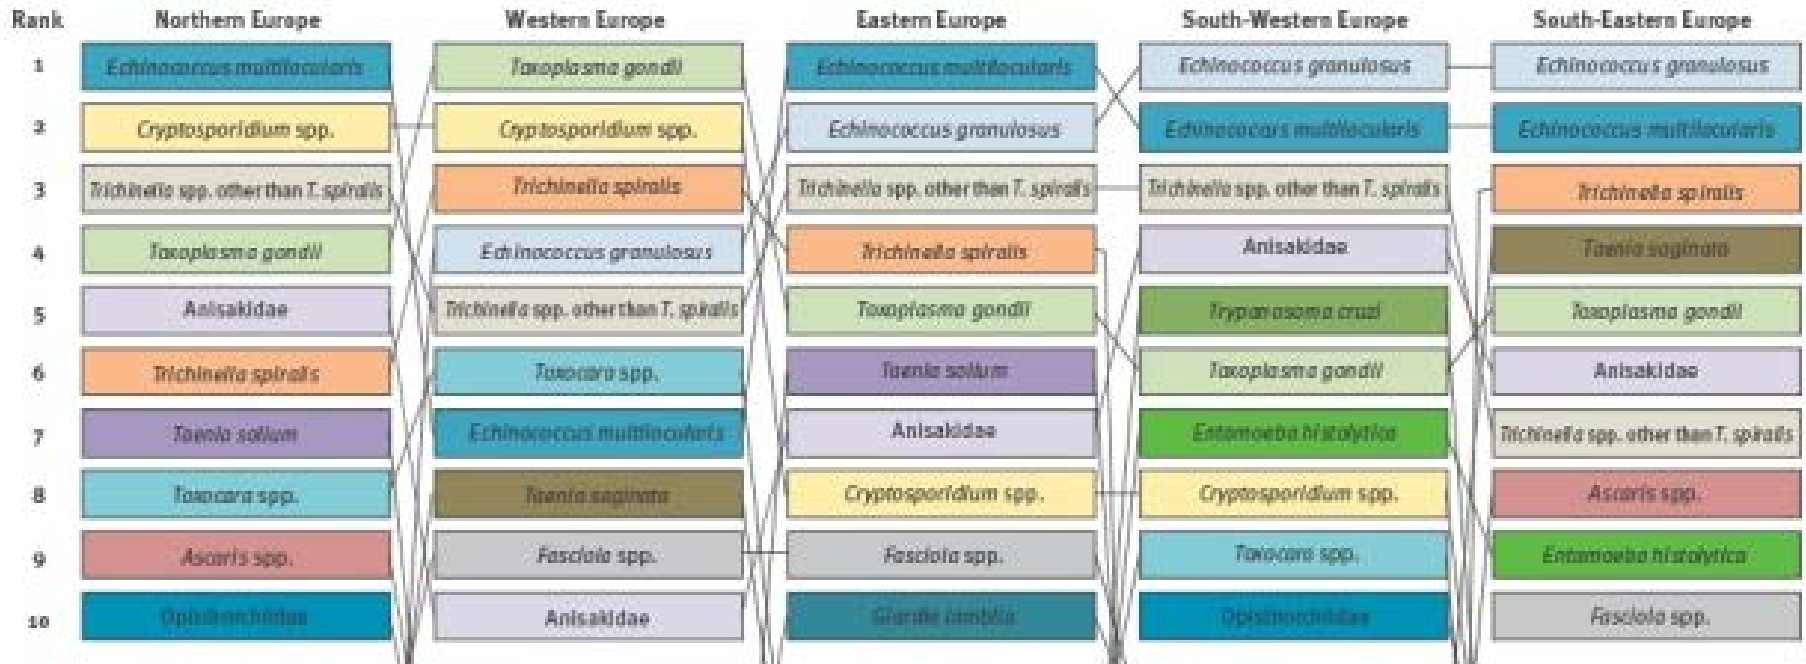 Rank Northern Europe Western Europe Eastern Europe South-Western Europe South-Eastern Europe
1 Echinococcus multilocularis Toxoplasma gondii Echinococcus multilocularis Echinococcus granulosus Echinococcus granulosus
2 Cryptosporidium spp. Cryptosporidium spp. Echinococcus granulosus Echinococcus multilocularis Echinococcus multilocularis
3 Trichinella spp. other than T. spiralis Trichinella spiralis Trichinella spp. other than T. spiralis Trichinella spp. other than T. spiralis Trichinella spiralis
4 Toxoplasma gondii Echinococcus granulosus Trichinella spiralis Anisakidae Taenia saginata
5 Anisakidae Trichinella spp. other than T. spiralis Toxoplasma gondii Trypanosoma cruzi Toxoplasma gondii
6 Trichinella spiralis Toxocara spp. Taenia solium Toxoplasma gondii Anisakidae
7 Taenia solium Echinococcus multilocularis Anisakidae Entamoeba histolytica Trichinella spp. other than T. spiralis
8 Toxocara spp. Taenia saginata Cryptosporidium spp. Cryptosporidium spp. Ascaris spp.
9 Ascaris spp. Fasciola spp. Fasciola spp. Toxocara spp. Entamoeba histolytica
10 Opisthorchiidae Anisakidae Giardia lamblia Opisthorchiidae Fasciola spp.